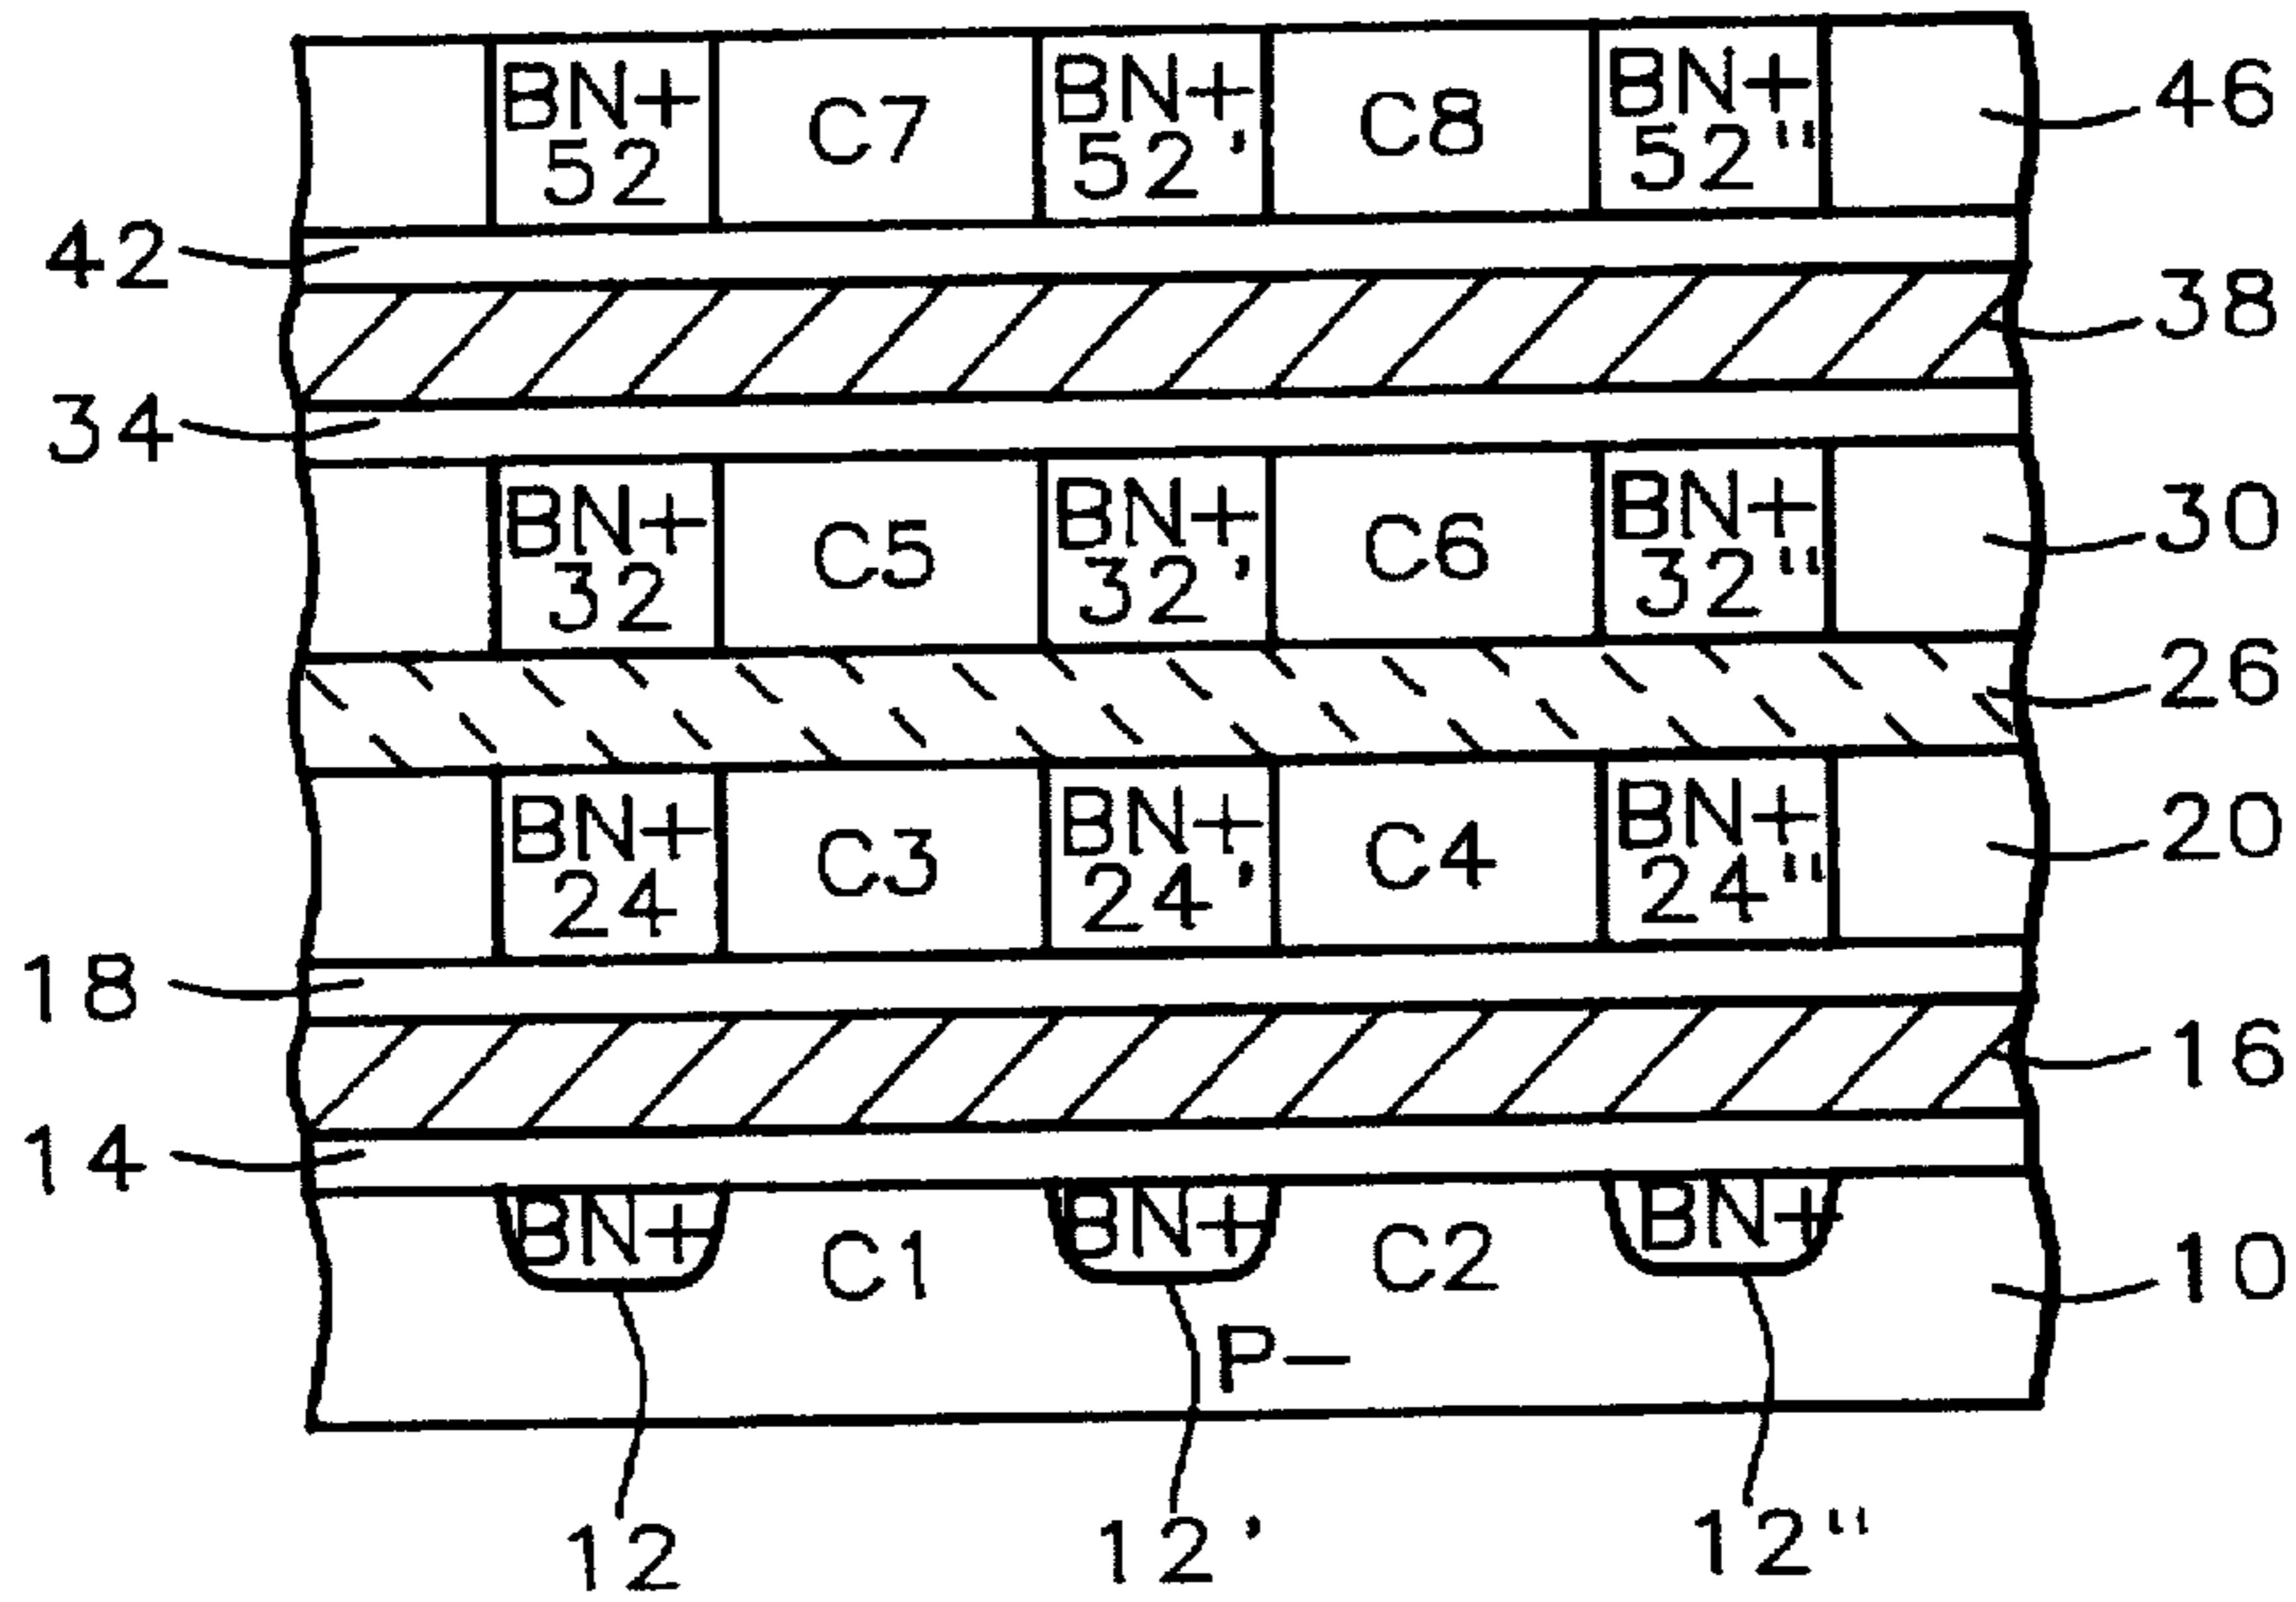 BN+ C7 BN+ C8 BN+ 46
52 52' 52"
42
38
34
BN+ C5 BN+ C6 BN+ 30
32 32' 32"
26
BN+ C3 BN+ C4 BN+ 20
24 24' 24"
18
16
14
BN+ C1 BN+ C2 BN+ 10
P-
12 12' 12"